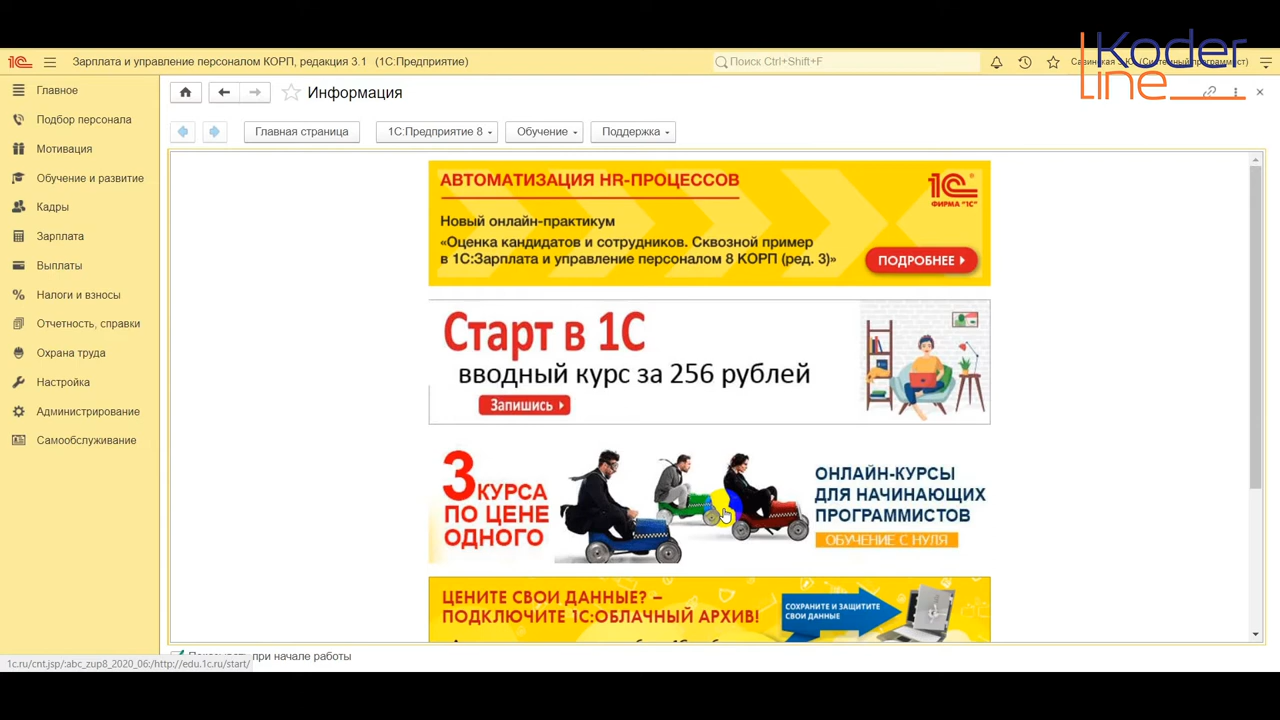 Koder
line
1С
Зарплата и управление персоналом КОРП, редакция 3.1 (1С:Предприятие)
Поиск Ctrl+Shift+F
Главное
Подбор персонала
Мотивация
Обучение и развитие
Кадры
Зарплата
Выплаты
Налоги и взносы
Отчетность, справки
Охрана труда
Настройка
Администрирование
Самообслуживание
Информация
Главная страница
1С:Предприятие 8
Обучение
Поддержка
АВТОМАТИЗАЦИЯ HR-ПРОЦЕССОВ
Новый онлайн-практикум
«Оценка кандидатов и сотрудников. Сквозной пример
в 1С:Зарплата и управление персоналом 8 КОРП (ред. 3)»
1С
ФИРМА "1С"
ПОДРОБНЕЕ
Старт в 1С
вводный курс за 256 рублей
Запишись
3 КУРСА
ПО ЦЕНЕ
ОДНОГО
ОНЛАЙН-КУРСЫ
ДЛЯ НАЧИНАЮЩИХ
ПРОГРАММИСТОВ
ОБУЧЕНИЕ С НУЛЯ
ЦЕНИТЕ СВОИ ДАННЫЕ? –
ПОДКЛЮЧИТЕ 1С:ОБЛАЧНЫЙ АРХИВ!
СОХРАНИТЕ И ЗАЩИТИТЕ
СВОИ ДАННЫЕ
Показывать при начале работы
1c.ru/cnt.jsp/:abc_zup8_2020_06:/http://edu.1c.ru/start/